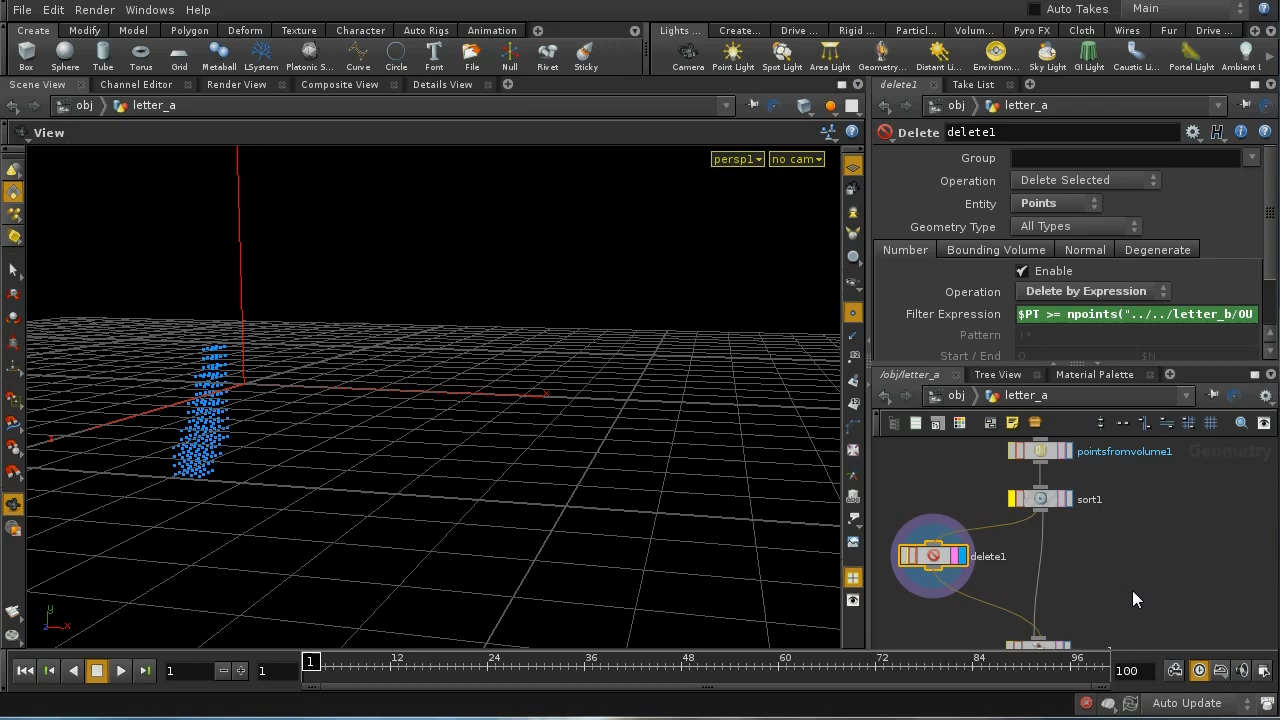 File Edit Render Windows Help Auto Takes Main
Create Modify Model Polygon Deform Texture Character Auto Rigs Animation Lights ... Create... Drive ... Rigid ... Particl... Volum... Pyro FX Cloth Wires Fur Drive ...
Box Sphere Tube Torus Grid Metaball LSystem Platonic S... Curve Circle Font File Null Rivet Sticky Camera Point Light Spot Light Area Light Geometry... Distant Li... Environ... Sky Light GI Light Caustic Li... Portal Light Ambient L
Scene View Channel Editor Render View Composite View Details View delete1 Take List
obj letter_a obj letter_a
View Delete delete1
persp1 no cam
Group
Operation Delete Selected
Entity Points
Geometry Type All Types
Number Bounding Volume Normal Degenerate
Enable
Operation Delete by Expression
Filter Expression $PT >= npoints("../../letter_b/OU
Pattern !*
Start / End 0 $N
/obj/letter_a Tree View Material Palette
obj letter_a
pointsfromvolume1 Geometry
sort1
delete1
x
z
y
z x
1 1 1 12 24 36 48 60 72 84 96 100
Auto Update